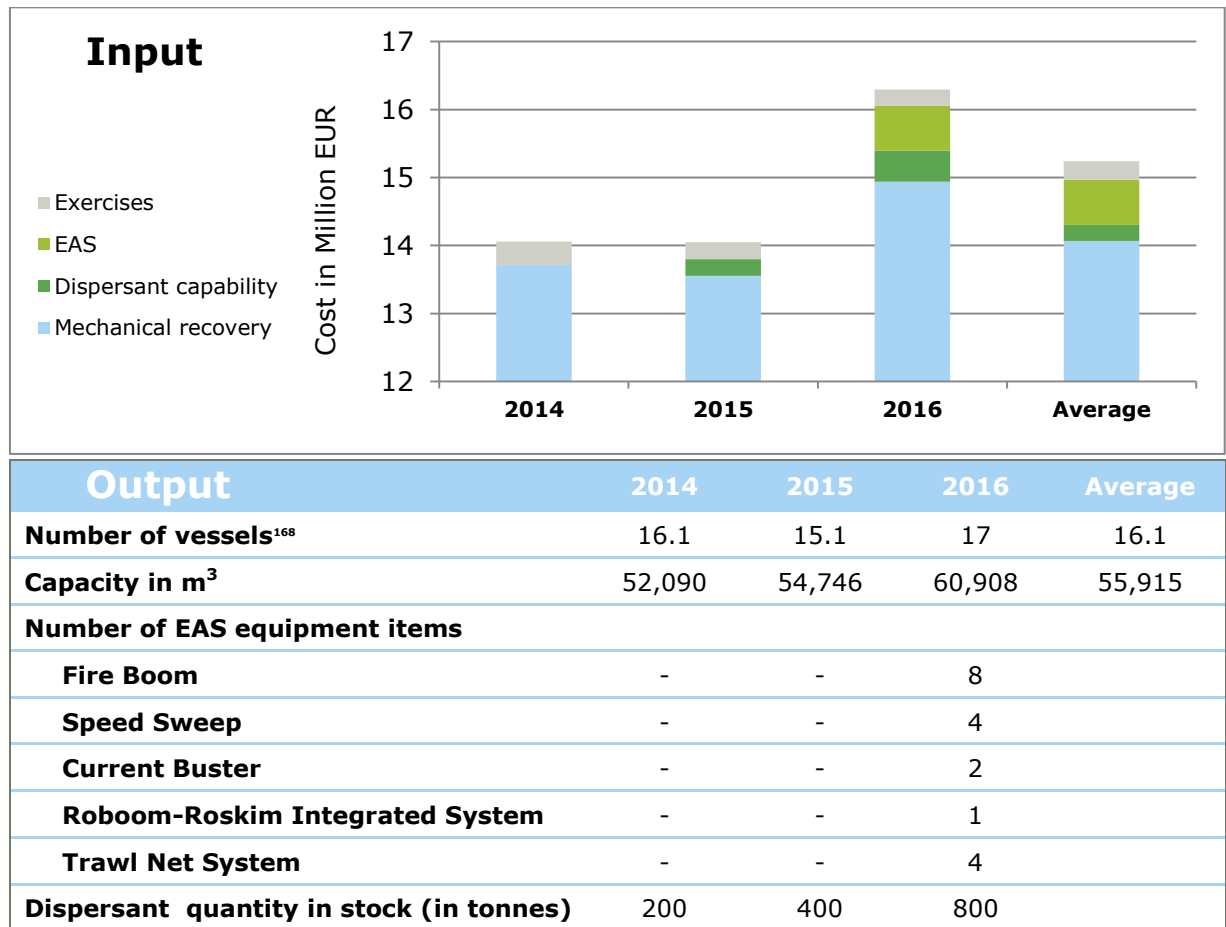 Input
Cost in Million EUR
17
16
15
14
13
12
Exercises
EAS
Dispersant capability
Mechanical recovery
2014 2015 2016 Average
Output 2014 2015 2016 Average
Number of vessels¹⁶⁸ 16.1 15.1 17 16.1
Capacity in m³ 52,090 54,746 60,908 55,915
Number of EAS equipment items
Fire Boom - - 8
Speed Sweep - - 4
Current Buster - - 2
Roboom-Roskim Integrated System - - 1
Trawl Net System - - 4
Dispersant quantity in stock (in tonnes) 200 400 800